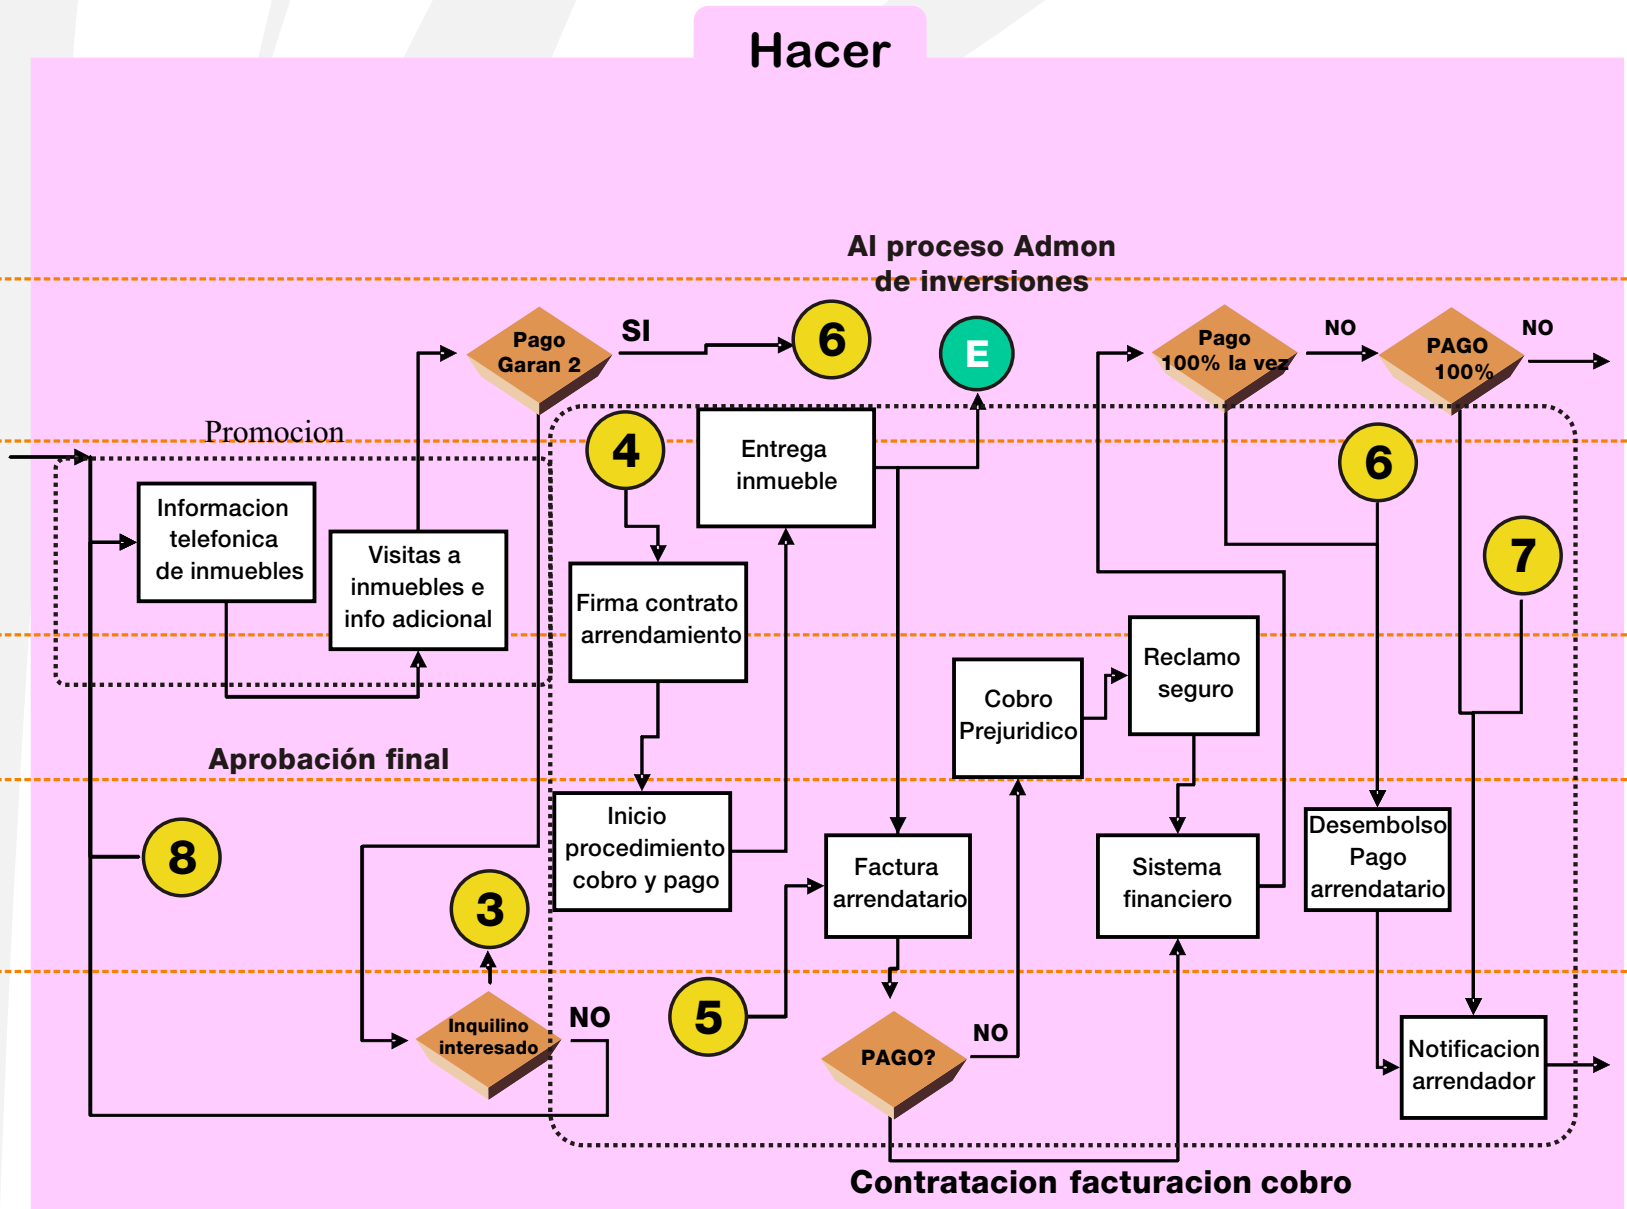 Hacer
Al proceso Admon
de inversiones
Pago
Garan 2
SI
6
E
Pago
100% la vez
NO
PAGO
100%
NO
Promocion
Informacion
telefonica
de inmuebles
Visitas a
inmuebles e
info adicional
4
Entrega
inmueble
6
7
Firma contrato
arrendamiento
Cobro
Prejuridico
Reclamo
seguro
Aprobación final
8
Inicio
procedimiento
cobro y pago
Factura
arrendatario
Sistema
financiero
Desembolso
Pago
arrendatario
3
Inquilino
interesado
NO
5
PAGO?
NO
Notificacion
arrendador
Contratacion facturacion cobro